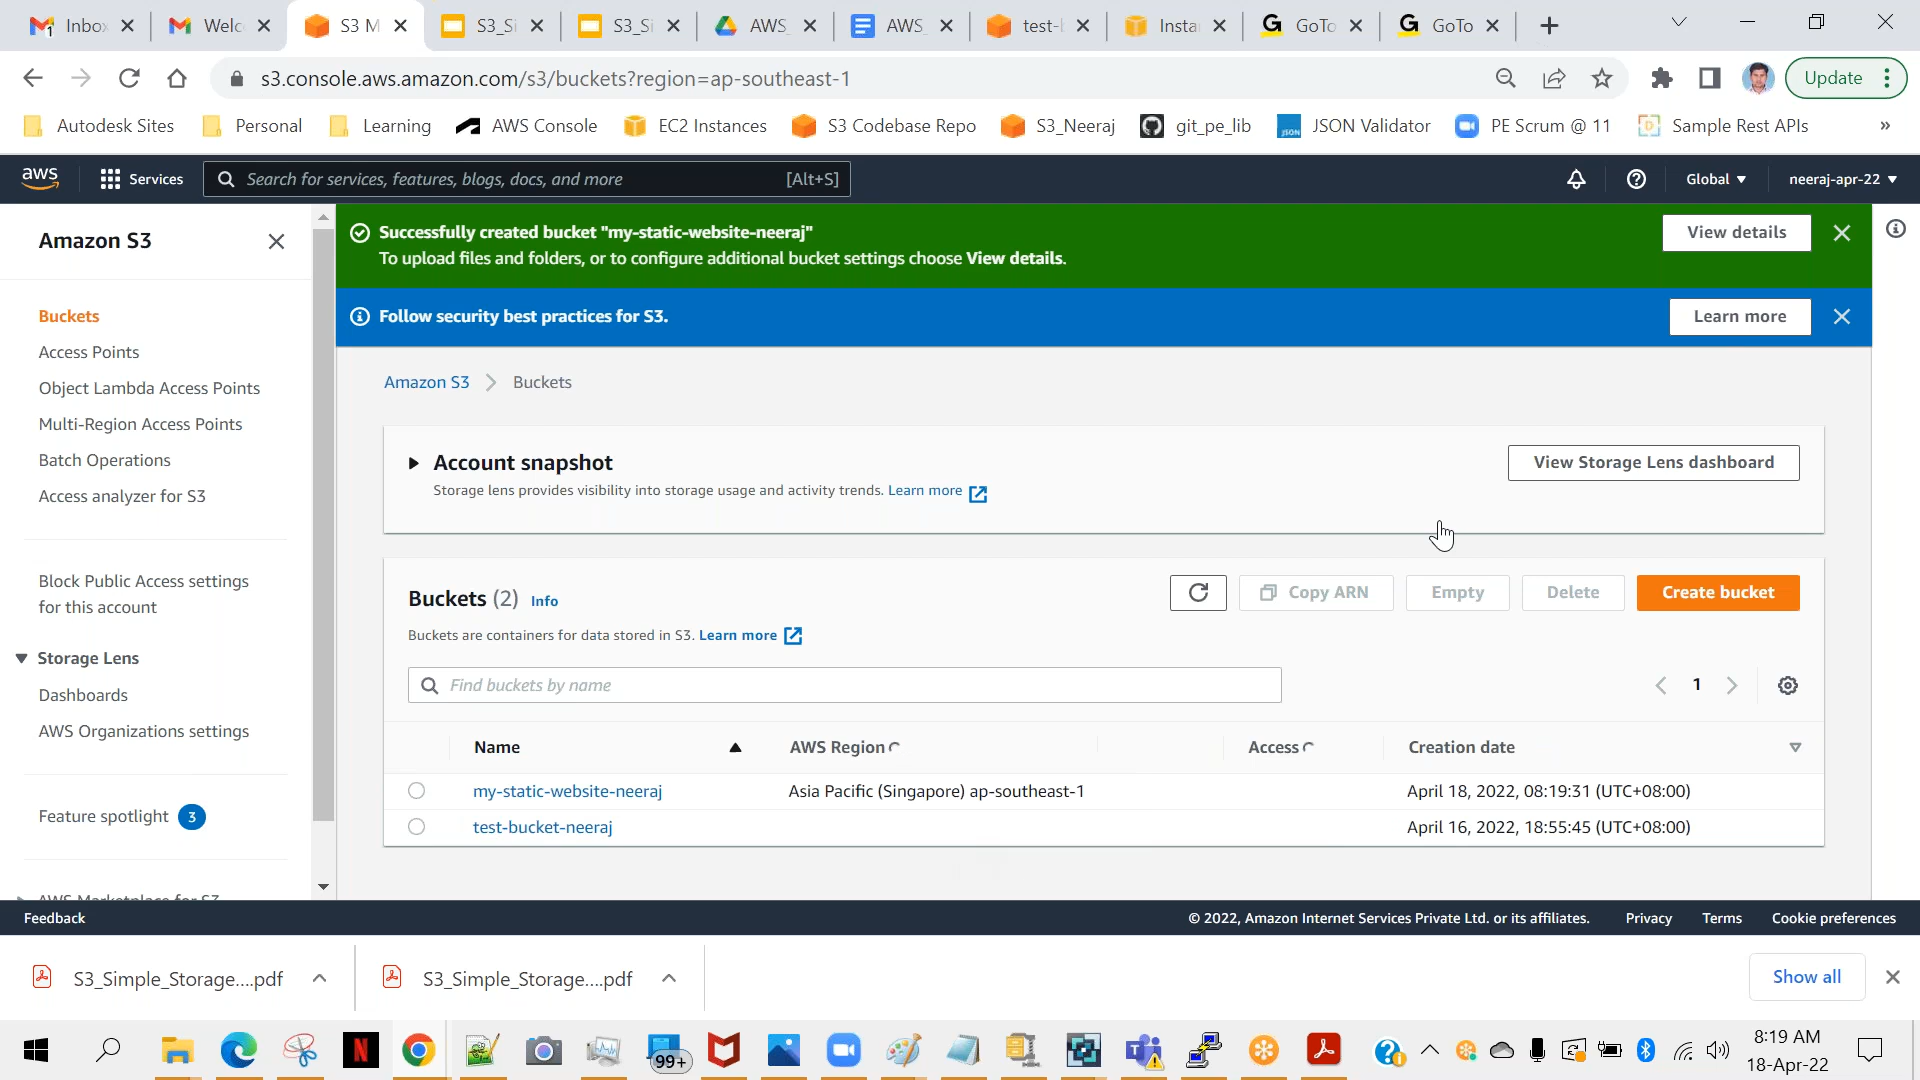 1
Inbo
Welc
S3 M
S3_Si
S3_Si
AWS_
AWS_
test-b
Insta
GoTo
GoTo
s3.console.aws.amazon.com/s3/buckets?region=ap-southeast-1
Update
Autodesk Sites
Personal
Learning
AWS Console
EC2 Instances
S3 Codebase Repo
S3_Neeraj
git_pe_lib
JSON Validator
PE Scrum @ 11
Sample Rest APIs
»
aws
Services
Search for services, features, blogs, docs, and more
[Alt+S]
Global
neeraj-apr-22
Amazon S3
Buckets
Access Points
Object Lambda Access Points
Multi-Region Access Points
Batch Operations
Access analyzer for S3
Block Public Access settings
for this account
Storage Lens
Dashboards
AWS Organizations settings
Feature spotlight 3
AWS Marketplace for S3
Successfully created bucket "my-static-website-neeraj"
To upload files and folders, or to configure additional bucket settings choose View details.
View details
Follow security best practices for S3.
Learn more
Amazon S3
Buckets
Account snapshot
Storage lens provides visibility into storage usage and activity trends. Learn more
View Storage Lens dashboard
Buckets (2) Info
Buckets are containers for data stored in S3. Learn more
Copy ARN
Empty
Delete
Create bucket
Find buckets by name
1
Name
AWS Region
Access
Creation date
my-static-website-neeraj
Asia Pacific (Singapore) ap-southeast-1
April 18, 2022, 08:19:31 (UTC+08:00)
test-bucket-neeraj
April 16, 2022, 18:55:45 (UTC+08:00)
Feedback
© 2022, Amazon Internet Services Private Ltd. or its affiliates.
Privacy
Terms
Cookie preferences
S3_Simple_Storage....pdf
S3_Simple_Storage....pdf
Show all
N
99+
8:19 AM
18-Apr-22